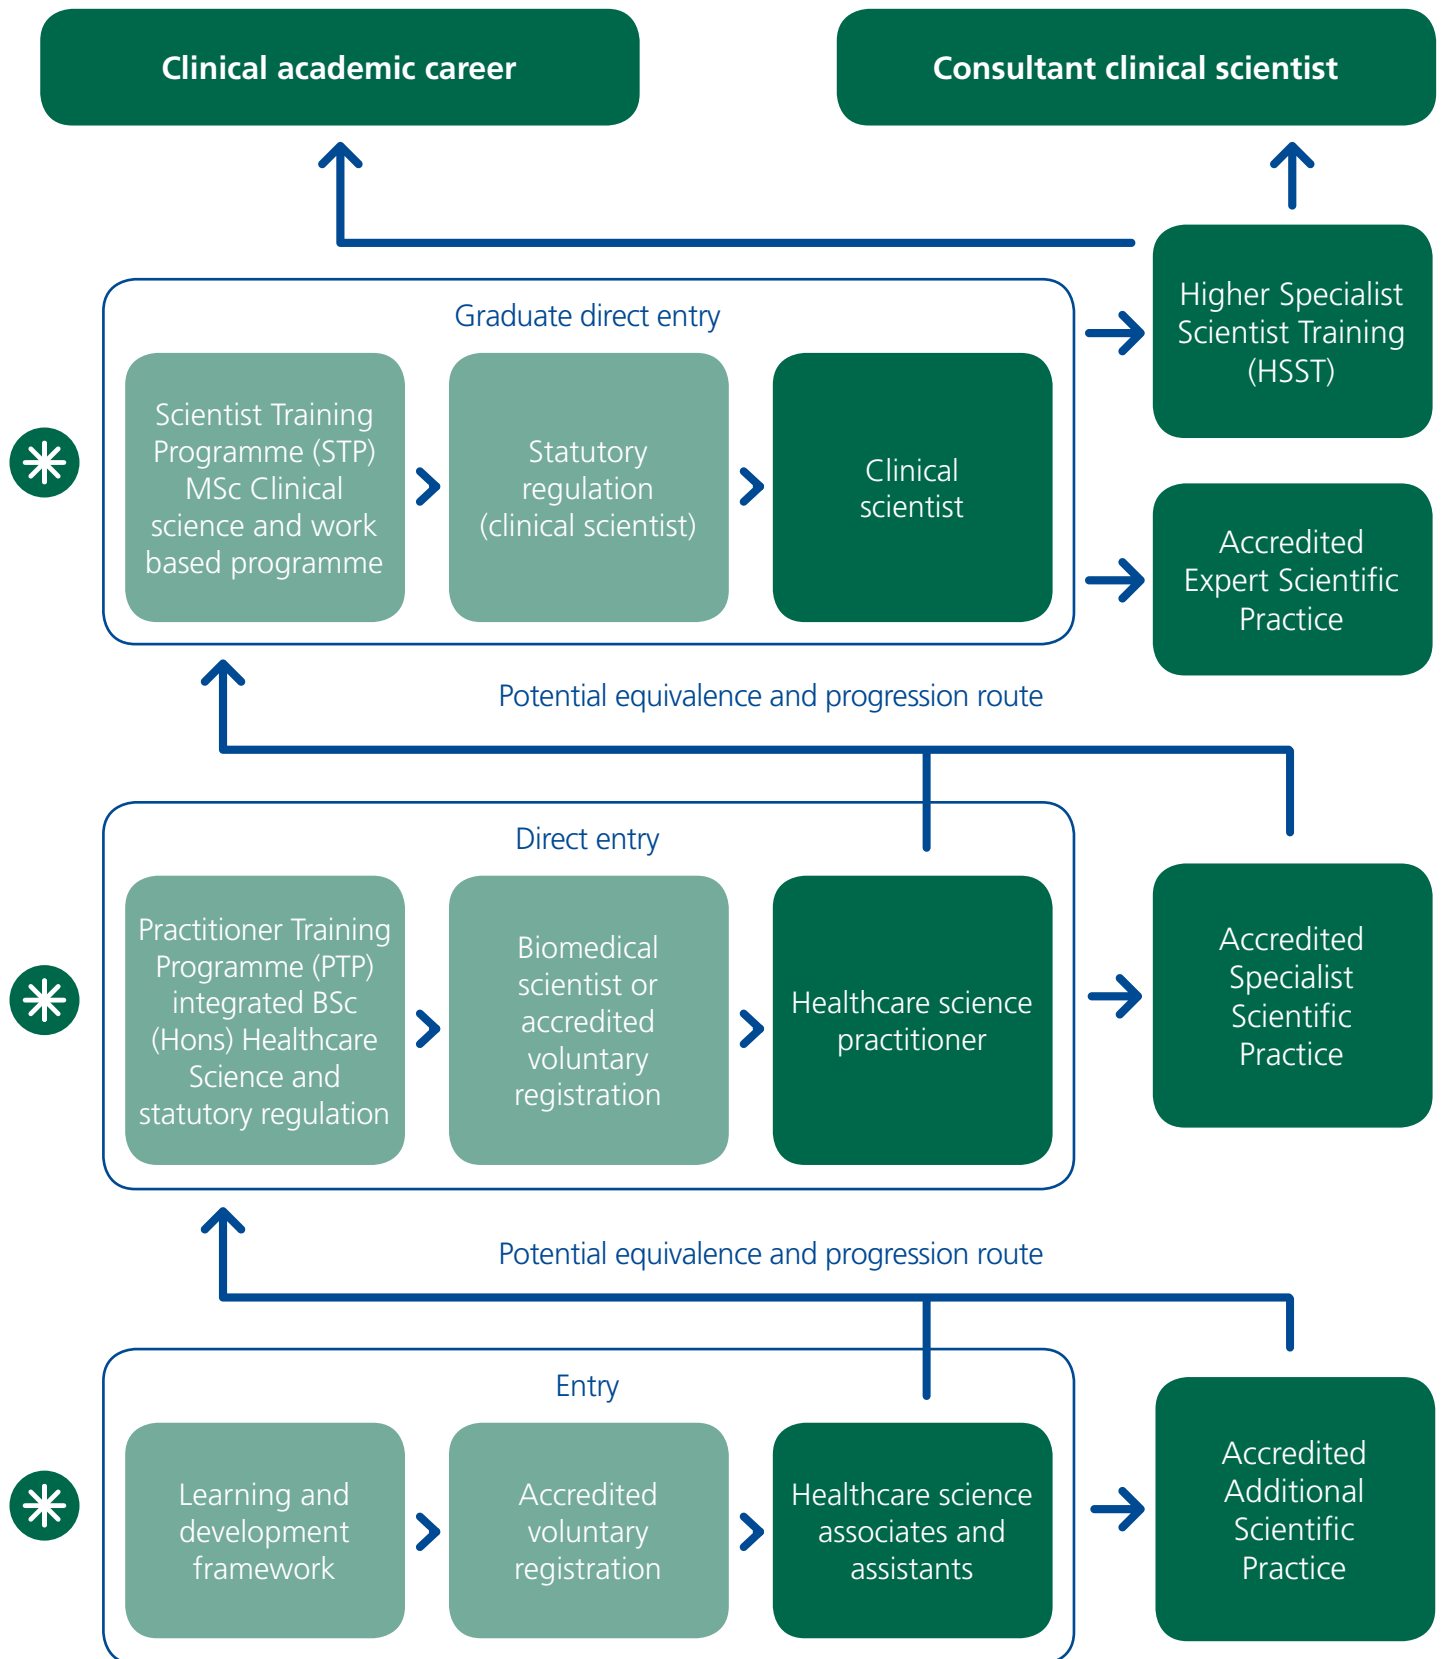 Clinical academic career
Consultant clinical scientist
Graduate direct entry
Scientist Training
Programme (STP)
MSc Clinical
science and work
based programme
Statutory
regulation
(clinical scientist)
Clinical
scientist
Higher Specialist
Scientist Training
(HSST)
Accredited
Expert Scientific
Practice
Potential equivalence and progression route
Direct entry
Practitioner Training
Programme (PTP)
integrated BSc
(Hons) Healthcare
Science and
statutory regulation
Biomedical
scientist or
accredited
voluntary
registration
Healthcare science
practitioner
Accredited
Specialist
Scientific
Practice
Potential equivalence and progression route
Entry
Learning and
development
framework
Accredited
voluntary
registration
Healthcare science
associates and
assistants
Accredited
Additional
Scientific
Practice